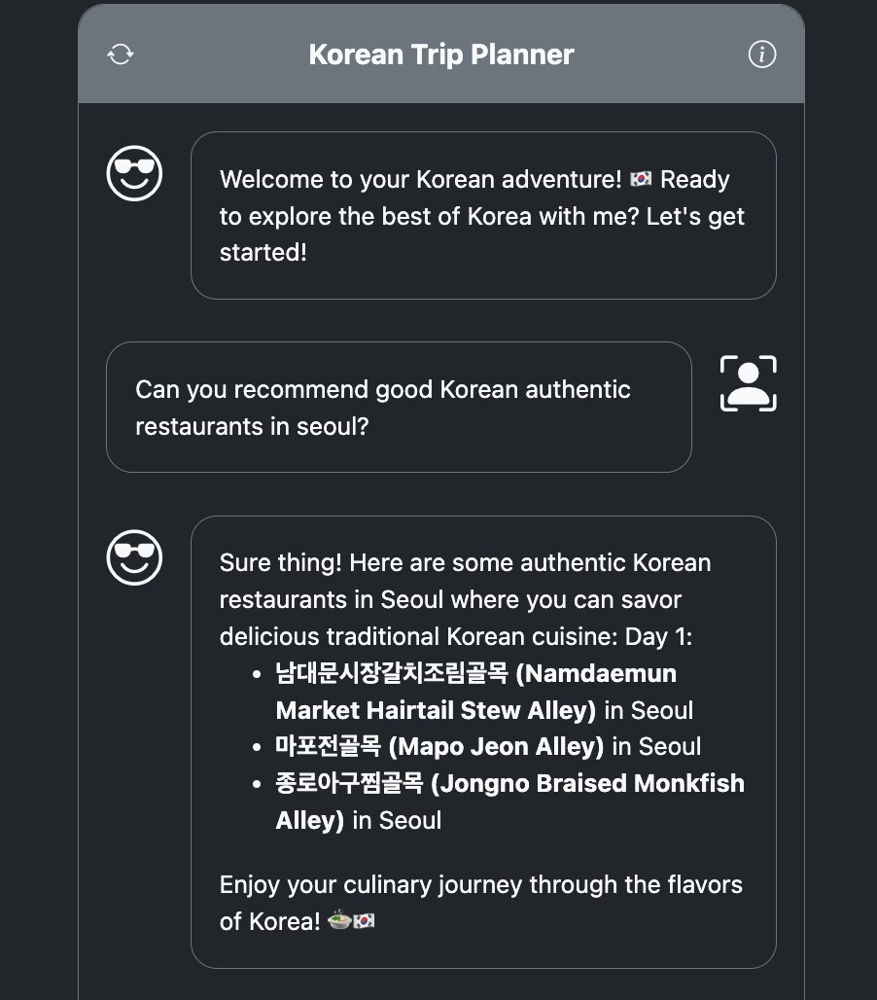 Korean Trip Planner
Welcome to your Korean adventure! 🇰🇷 Ready
to explore the best of Korea with me? Let's get
started!
Can you recommend good Korean authentic
restaurants in seoul?
Sure thing! Here are some authentic Korean
restaurants in Seoul where you can savor
delicious traditional Korean cuisine: Day 1:
• 남대문시장갈치조림골목 (Namdaemun
Market Hairtail Stew Alley) in Seoul
• 마포전골목 (Mapo Jeon Alley) in Seoul
• 종로아구찜골목 (Jongno Braised Monkfish
Alley) in Seoul
Enjoy your culinary journey through the flavors
of Korea! 🍲🇰🇷